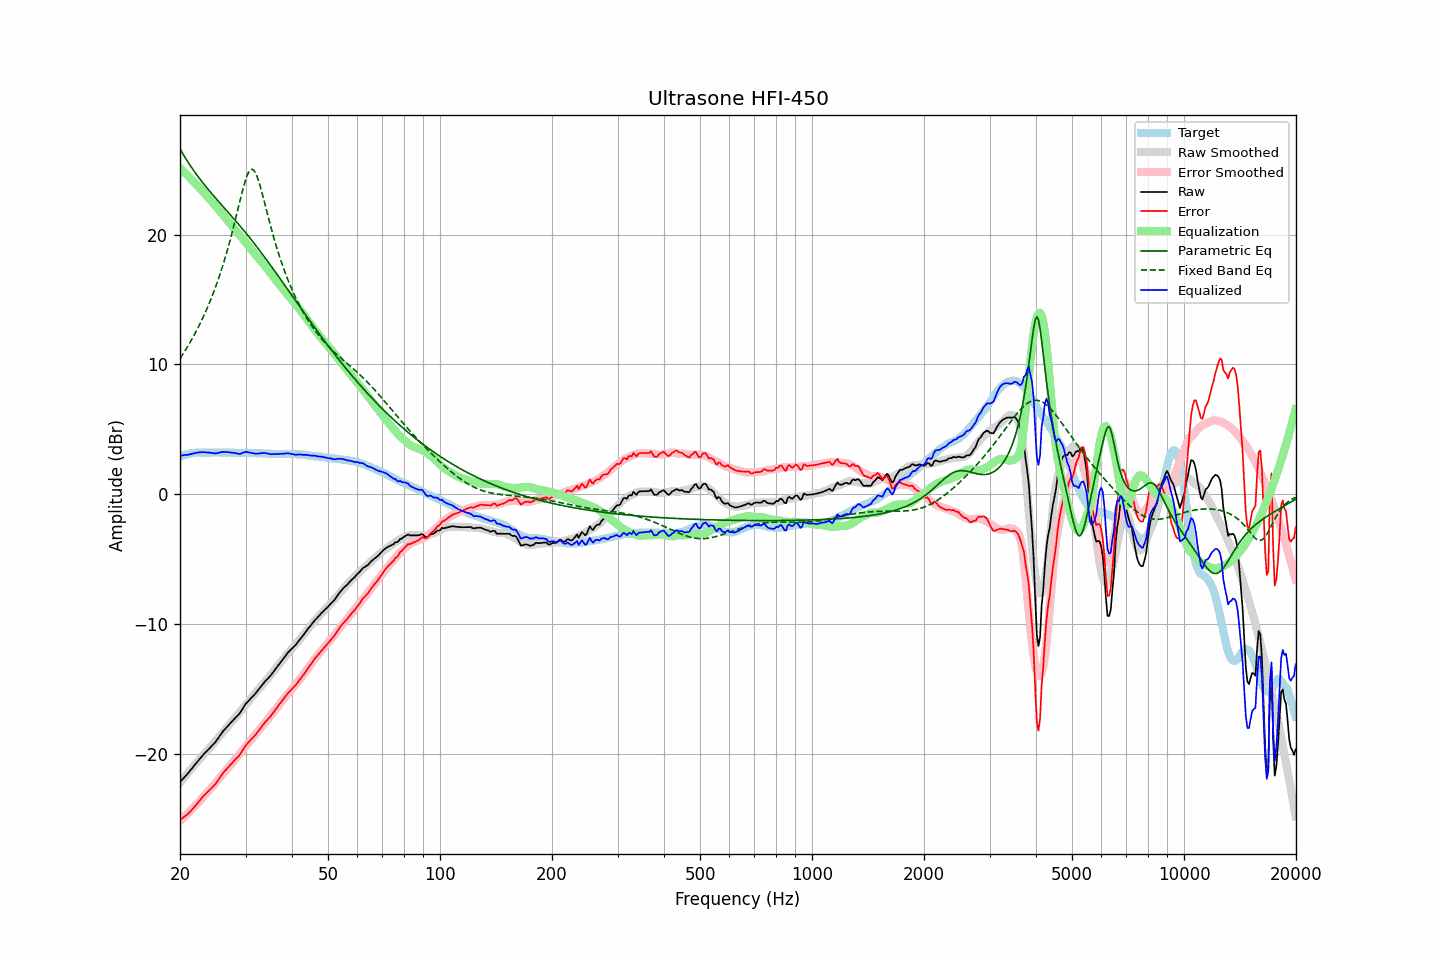 Ultrasone HFI-450
Target
Raw Smoothed
Error Smoothed
Raw
Error
Equalization
Parametric Eq
Fixed Band Eq
Equalized
Amplitude (dBr)
20
10
0
−10
−20
20 50 100 200 500 1000 2000 5000 10000 20000
Frequency (Hz)